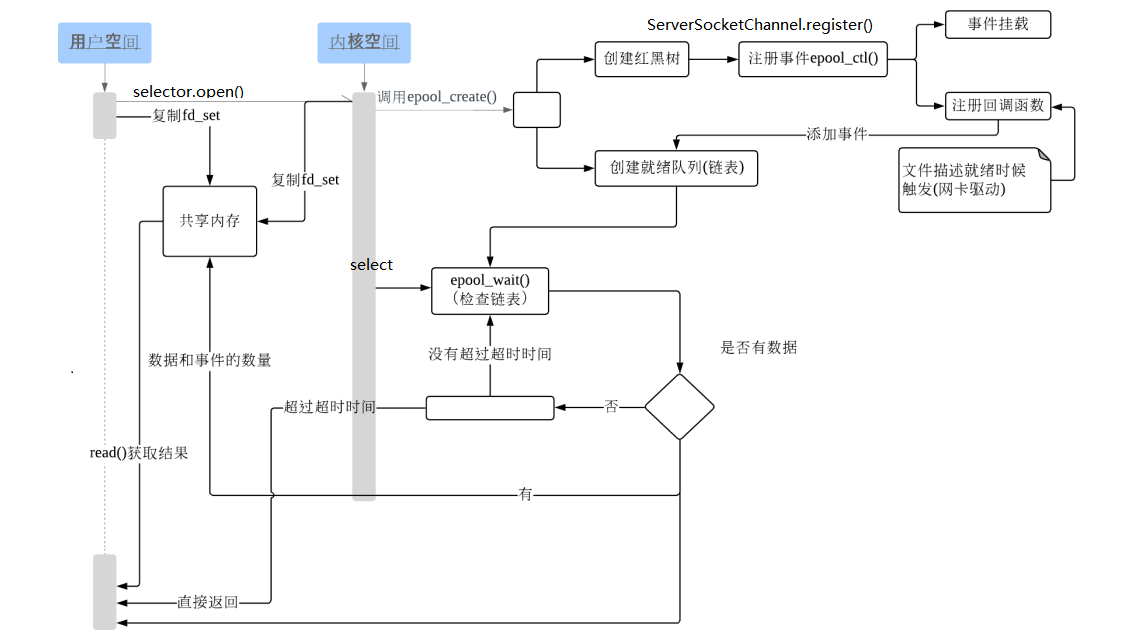 ServerSocketChannel.register()
事件挂载
用户空间
内核空间
创建红黑树
注册事件epool_ctl()
selector.open()
调用epool_create()
注册回调函数
复制fd_set
添加事件
创建就绪队列(链表)
文件描述就绪时候
触发(网卡驱动)
复制fd_set
共享内存
select
epool_wait()
（检查链表）
是否有数据
没有超过超时时间
数据和事件的数量
超过超时时间
否
read()获取结果
有
直接返回